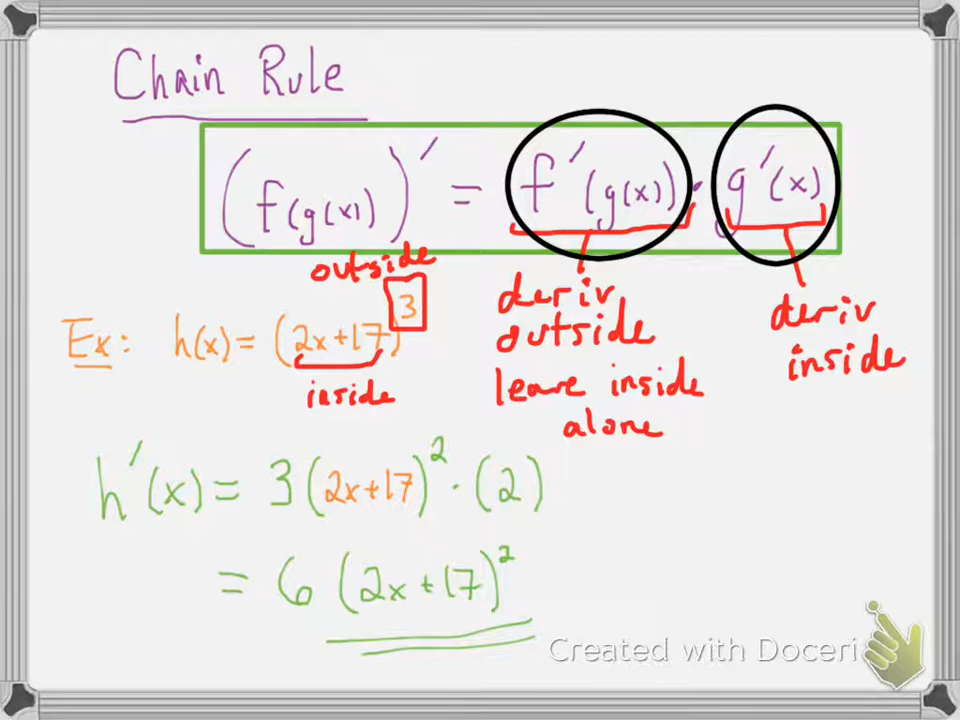 Chain Rule
(f(g(x)))' = f'(g(x)) · g'(x)
outside
deriv outside leave inside alone
deriv inside
Ex: h(x) = (2x+17)^3
inside
h'(x) = 3(2x+17)^2 · (2)
= 6(2x+17)^2
Created with Doceri